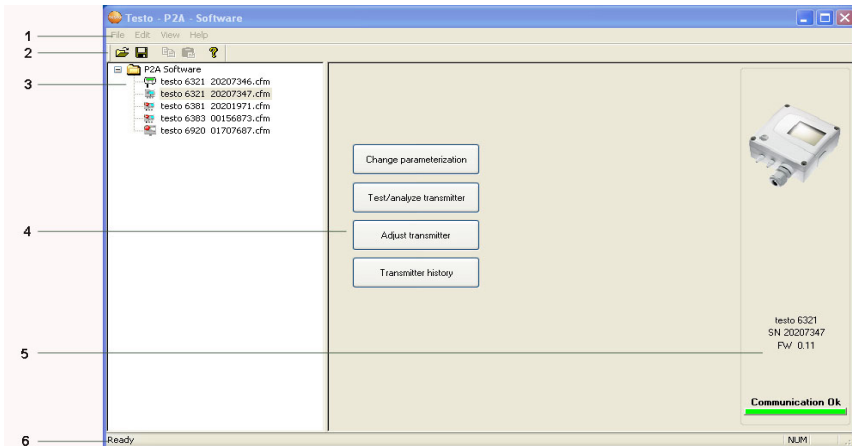 Testo - P2A - Software
1
File Edit View Help
2
3
P2A Software
testo 6321 20207346.cfm
testo 6321 20207347.cfm
testo 6381 20201971.cfm
testo 6383 00156873.cfm
testo 6920 01707687.cfm
Change parameterization
Test/analyze transmitter
4
Adjust transmitter
Transmitter history
testo 6321
SN 20207347
5
FW 0.11
Communication Ok
6
Ready
NUM